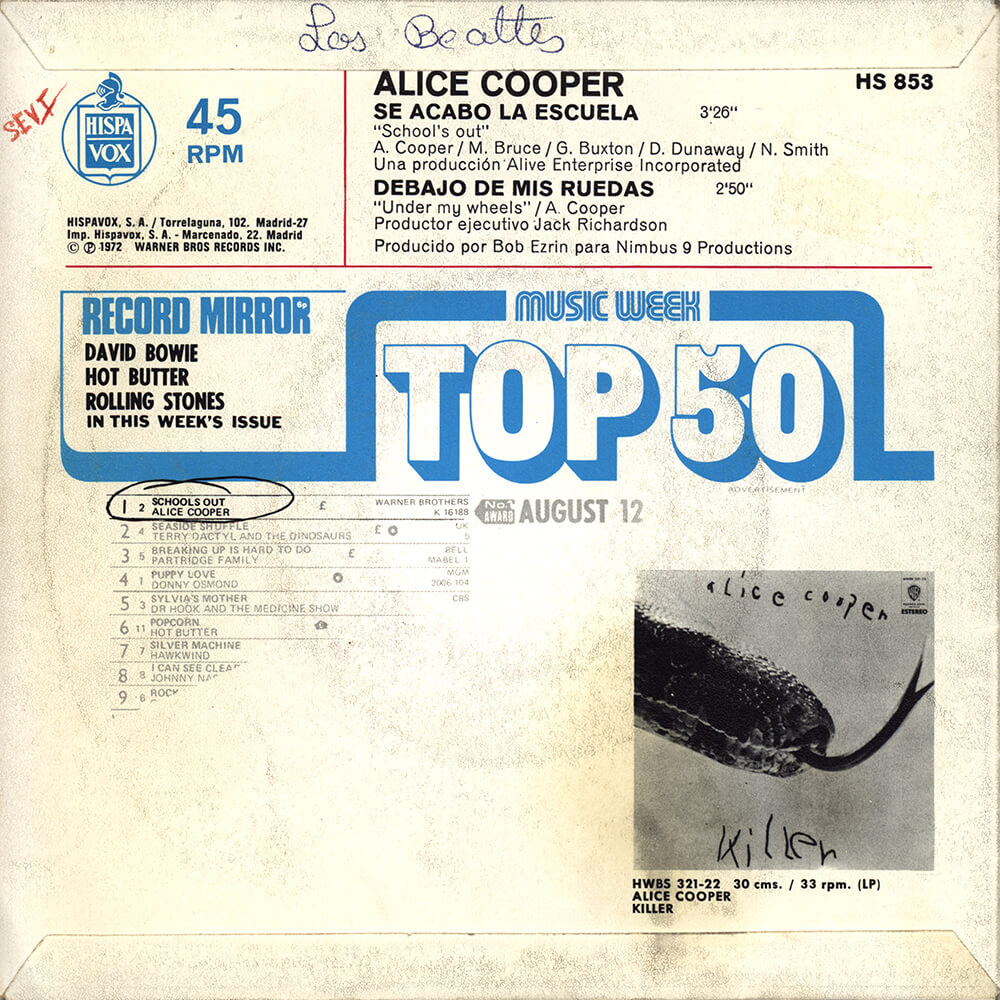 Los Beattes
SEVI
HISPA
VOX
45
RPM
HISPAVOX, S. A. / Torrelaguna, 102. Madrid-27
Imp. Hispavox, S. A. - Marcenado, 22. Madrid
© ℗ 1972 WARNER BROS RECORDS INC.
ALICE COOPER
HS 853
SE ACABO LA ESCUELA 3'26"
"School's out"
A. Cooper / M. Bruce / G. Buxton / D. Dunaway / N. Smith
Una producción Alive Enterprise Incorporated
DEBAJO DE MIS RUEDAS 2'50"
"Under my wheels" / A. Cooper
Productor ejecutivo Jack Richardson
Producido por Bob Ezrin para Nimbus 9 Productions
RECORD MIRROR 6p
DAVID BOWIE
HOT BUTTER
ROLLING STONES
IN THIS WEEK'S ISSUE
MUSIC WEEK
TOP 50
ADVERTISEMENT
No.1 AWARD AUGUST 12
1 2 SCHOOLS OUT £ WARNER BROTHERS
ALICE COOPER K 16188
2 4 SEASIDE SHUFFLE £ UK
TERRY DACTYL AND THE DINOSAURS 5
3 5 BREAKING UP IS HARD TO DO £ BELL
PARTRIDGE FAMILY MABEL 1
4 1 PUPPY LOVE MGM
DONNY OSMOND 2006 104
5 3 SYLVIA'S MOTHER CBS
DR HOOK AND THE MEDICINE SHOW
6 11 POPCORN
HOT BUTTER
7 7 SILVER MACHINE
HAWKWIND
8 8 I CAN SEE CLEAR
JOHNNY NA
9 6 ROCK
alice cooper
ESTEREO
Killer
HWBS 321-22 30 cms. / 33 rpm. (LP)
ALICE COOPER
KILLER